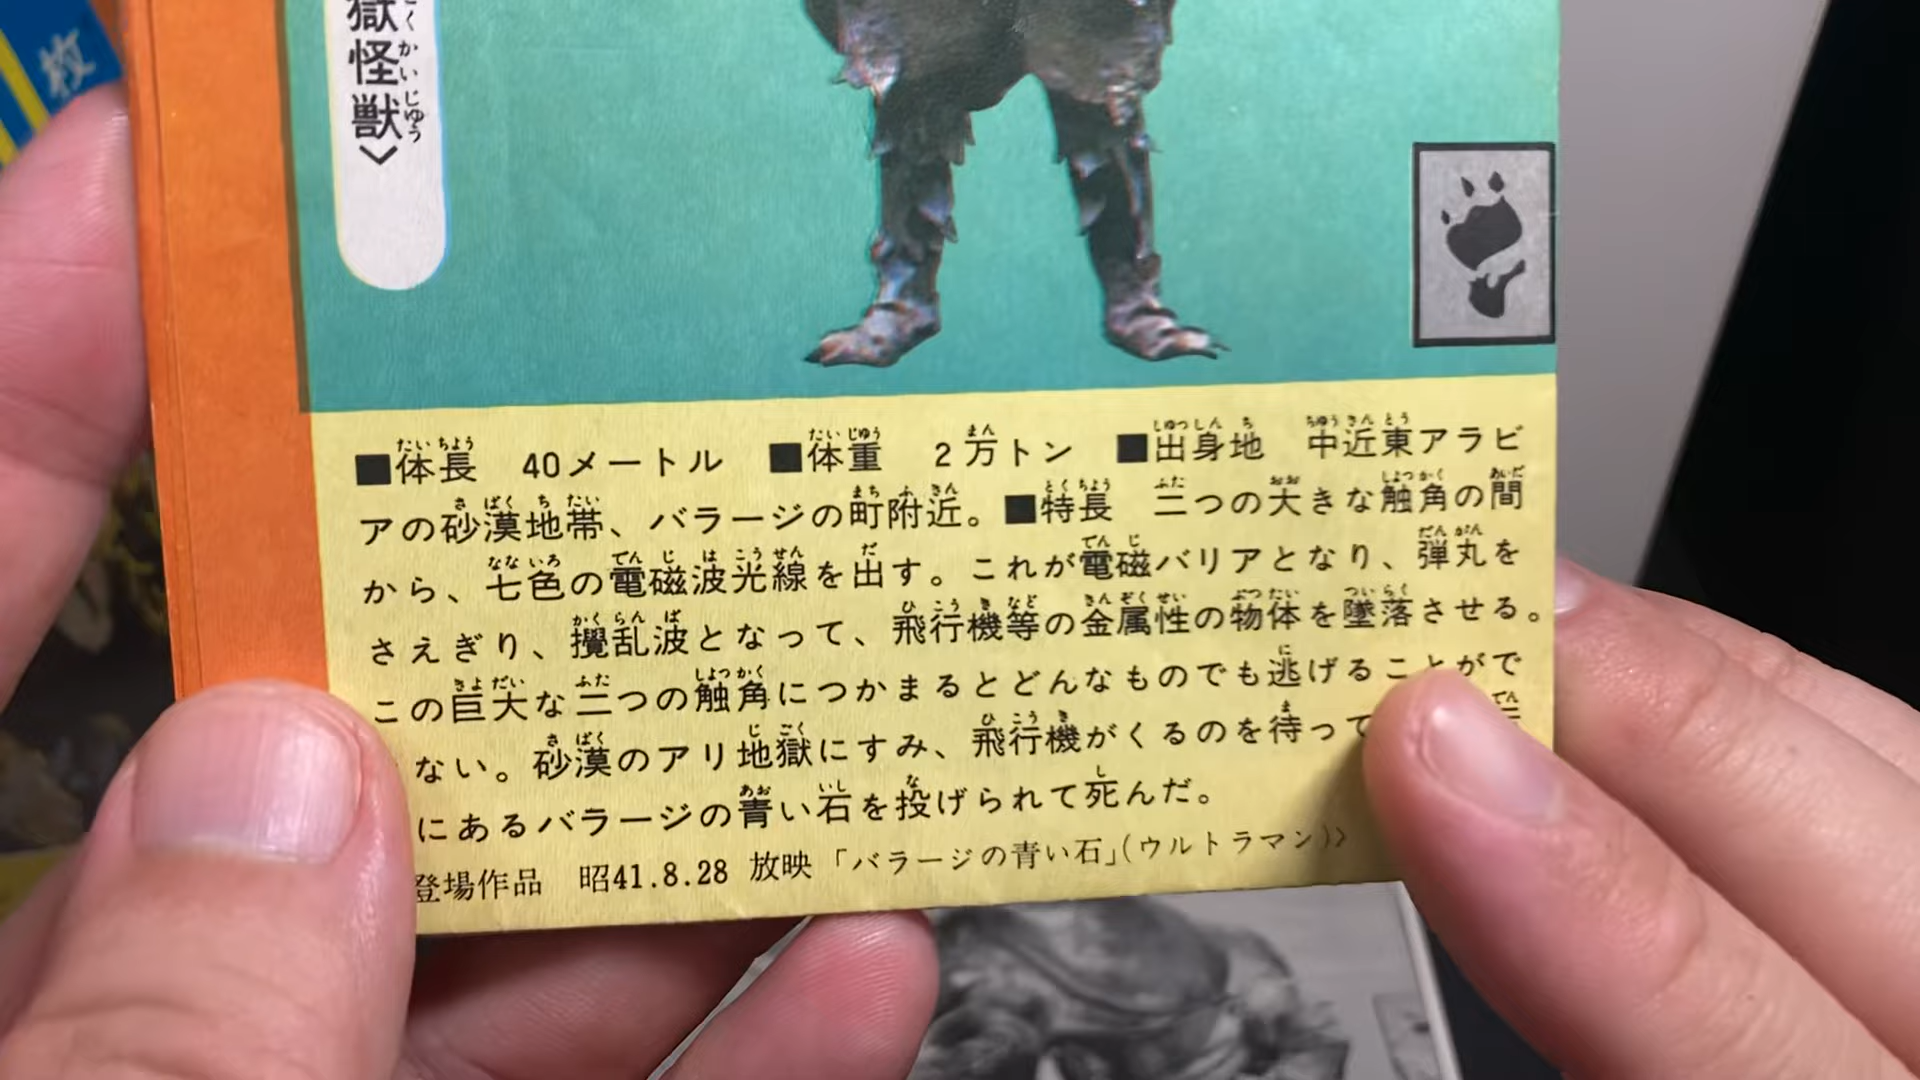 枚
獄怪獣〉
■体長 40メートル ■体重 2万トン ■出身地 中近東アラビ
アの砂漠地帯、バラージの町附近。■特長 二つの大きな触角の間
から、七色の電磁波光線を出す。これが電磁バリアとなり、弾丸を
さえぎり、攪乱波となって、飛行機等の金属性の物体を墜落させる。
この巨大な二つの触角につかまるとどんなものでも逃げることがで
ない。砂漠のアリ地獄にすみ、飛行機がくるのを待って
にあるバラージの青い石を投げられて死んだ。
登場作品 昭41.8.28 放映「バラージの青い石」(ウルトラマン)〉